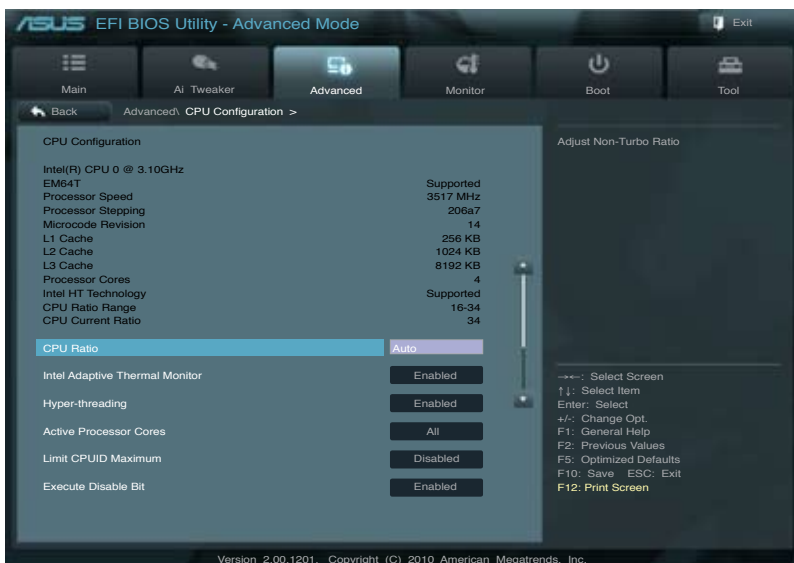 ASUS EFI BIOS Utility - Advanced Mode
Exit
Main Ai Tweaker Advanced Monitor Boot Tool
Back Advanced\ CPU Configuration >
CPU Configuration
Adjust Non-Turbo Ratio
Intel(R) CPU 0 @ 3.10GHz
EM64T Supported
Processor Speed 3517 MHz
Processor Stepping 206a7
Microcode Revision 14
L1 Cache 256 KB
L2 Cache 1024 KB
L3 Cache 8192 KB
Processor Cores 4
Intel HT Technology Supported
CPU Ratio Range 16-34
CPU Current Ratio 34
CPU Ratio Auto
Intel Adaptive Thermal Monitor Enabled
Hyper-threading Enabled
Active Processor Cores All
Limit CPUID Maximum Disabled
Execute Disable Bit Enabled
→←: Select Screen
↑↓: Select Item
Enter: Select
+/-: Change Opt.
F1: General Help
F2: Previous Values
F5: Optimized Defaults
F10: Save ESC: Exit
F12: Print Screen
Version 2.00.1201. Copyright (C) 2010 American Megatrends, Inc.